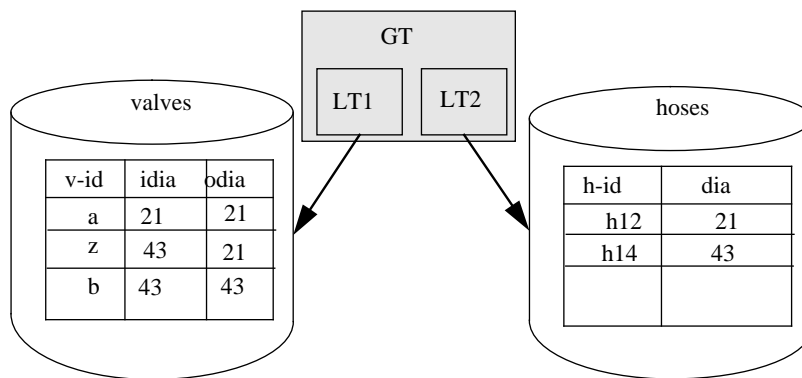 GT
LT1 LT2
valves
v-id idia odia
a 21 21
z 43 21
b 43 43
hoses
h-id dia
h12 21
h14 43